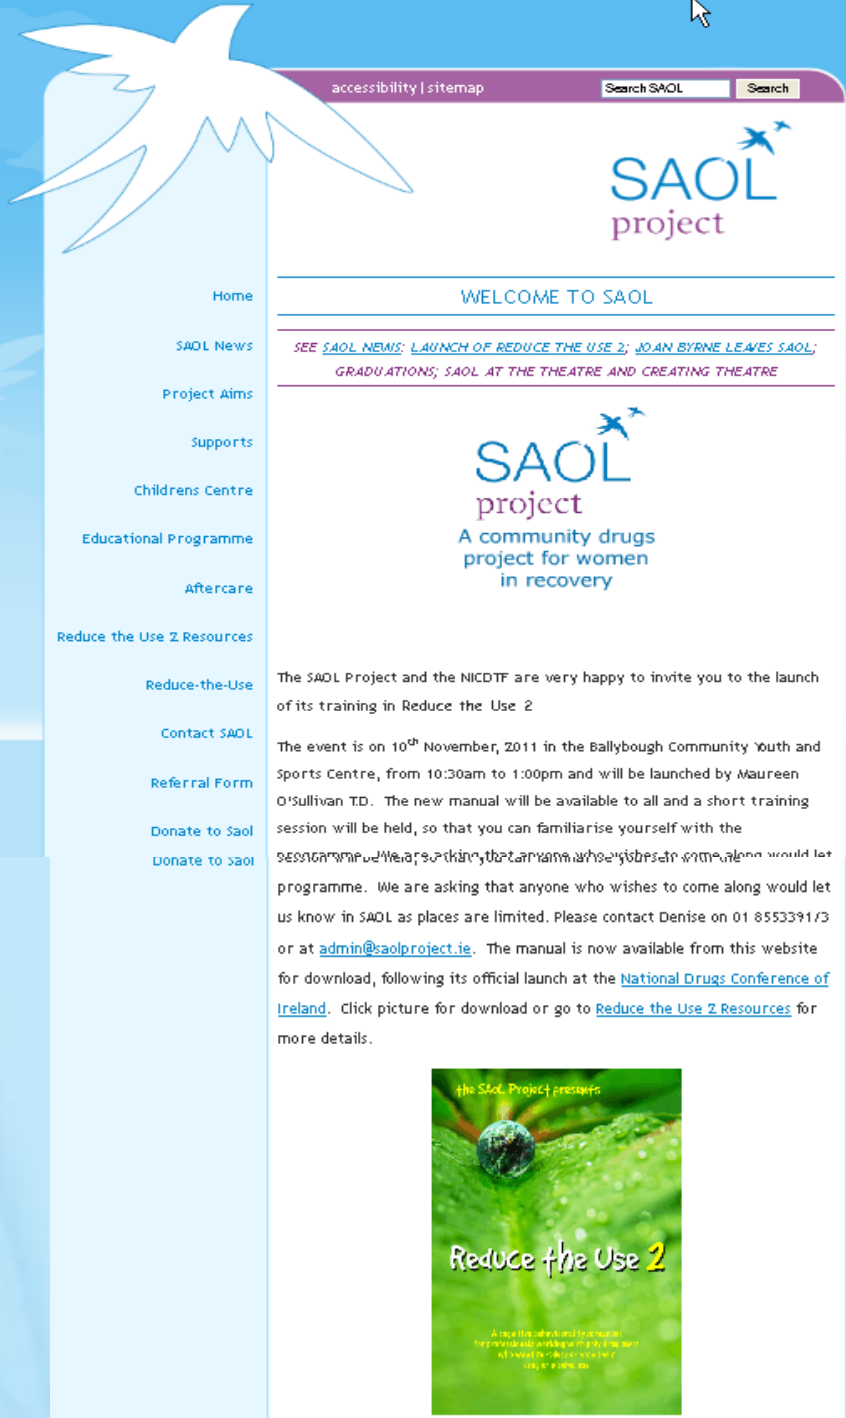 accessibility | sitemap
Search SAOL
Search
SAOL
project
Home
SAOL News
Project Aims
Supports
Childrens Centre
Educational Programme
Aftercare
Reduce the Use 2 Resources
Reduce-the-Use
Contact SAOL
Referral Form
Donate to Saol
Donate to Saol
WELCOME TO SAOL
SEE SAOL NEWS: LAUNCH OF REDUCE THE USE 2; JOAN BYRNE LEAVES SAOL;
GRADUATIONS; SAOL AT THE THEATRE AND CREATING THEATRE
SAOL
project
A community drugs
project for women
in recovery
The SAOL Project and the NICDTF are very happy to invite you to the launch
of its training in Reduce the Use 2
The event is on 10th November, 2011 in the Ballybough Community Youth and
Sports Centre, from 10:30am to 1:00pm and will be launched by Maureen
O'Sullivan T.D. The new manual will be available to all and a short training
session will be held, so that you can familiarise yourself with the
programme. We are asking that anyone who wishes to come along would let
us know in SAOL as places are limited. Please contact Denise on 01 8553391/3
or at admin@saolproject.ie. The manual is now available from this website
for download, following its official launch at the National Drugs Conference of
Ireland. Click picture for download or go to Reduce the Use 2 Resources for
more details.
the SAOL Project presents
Reduce the Use 2